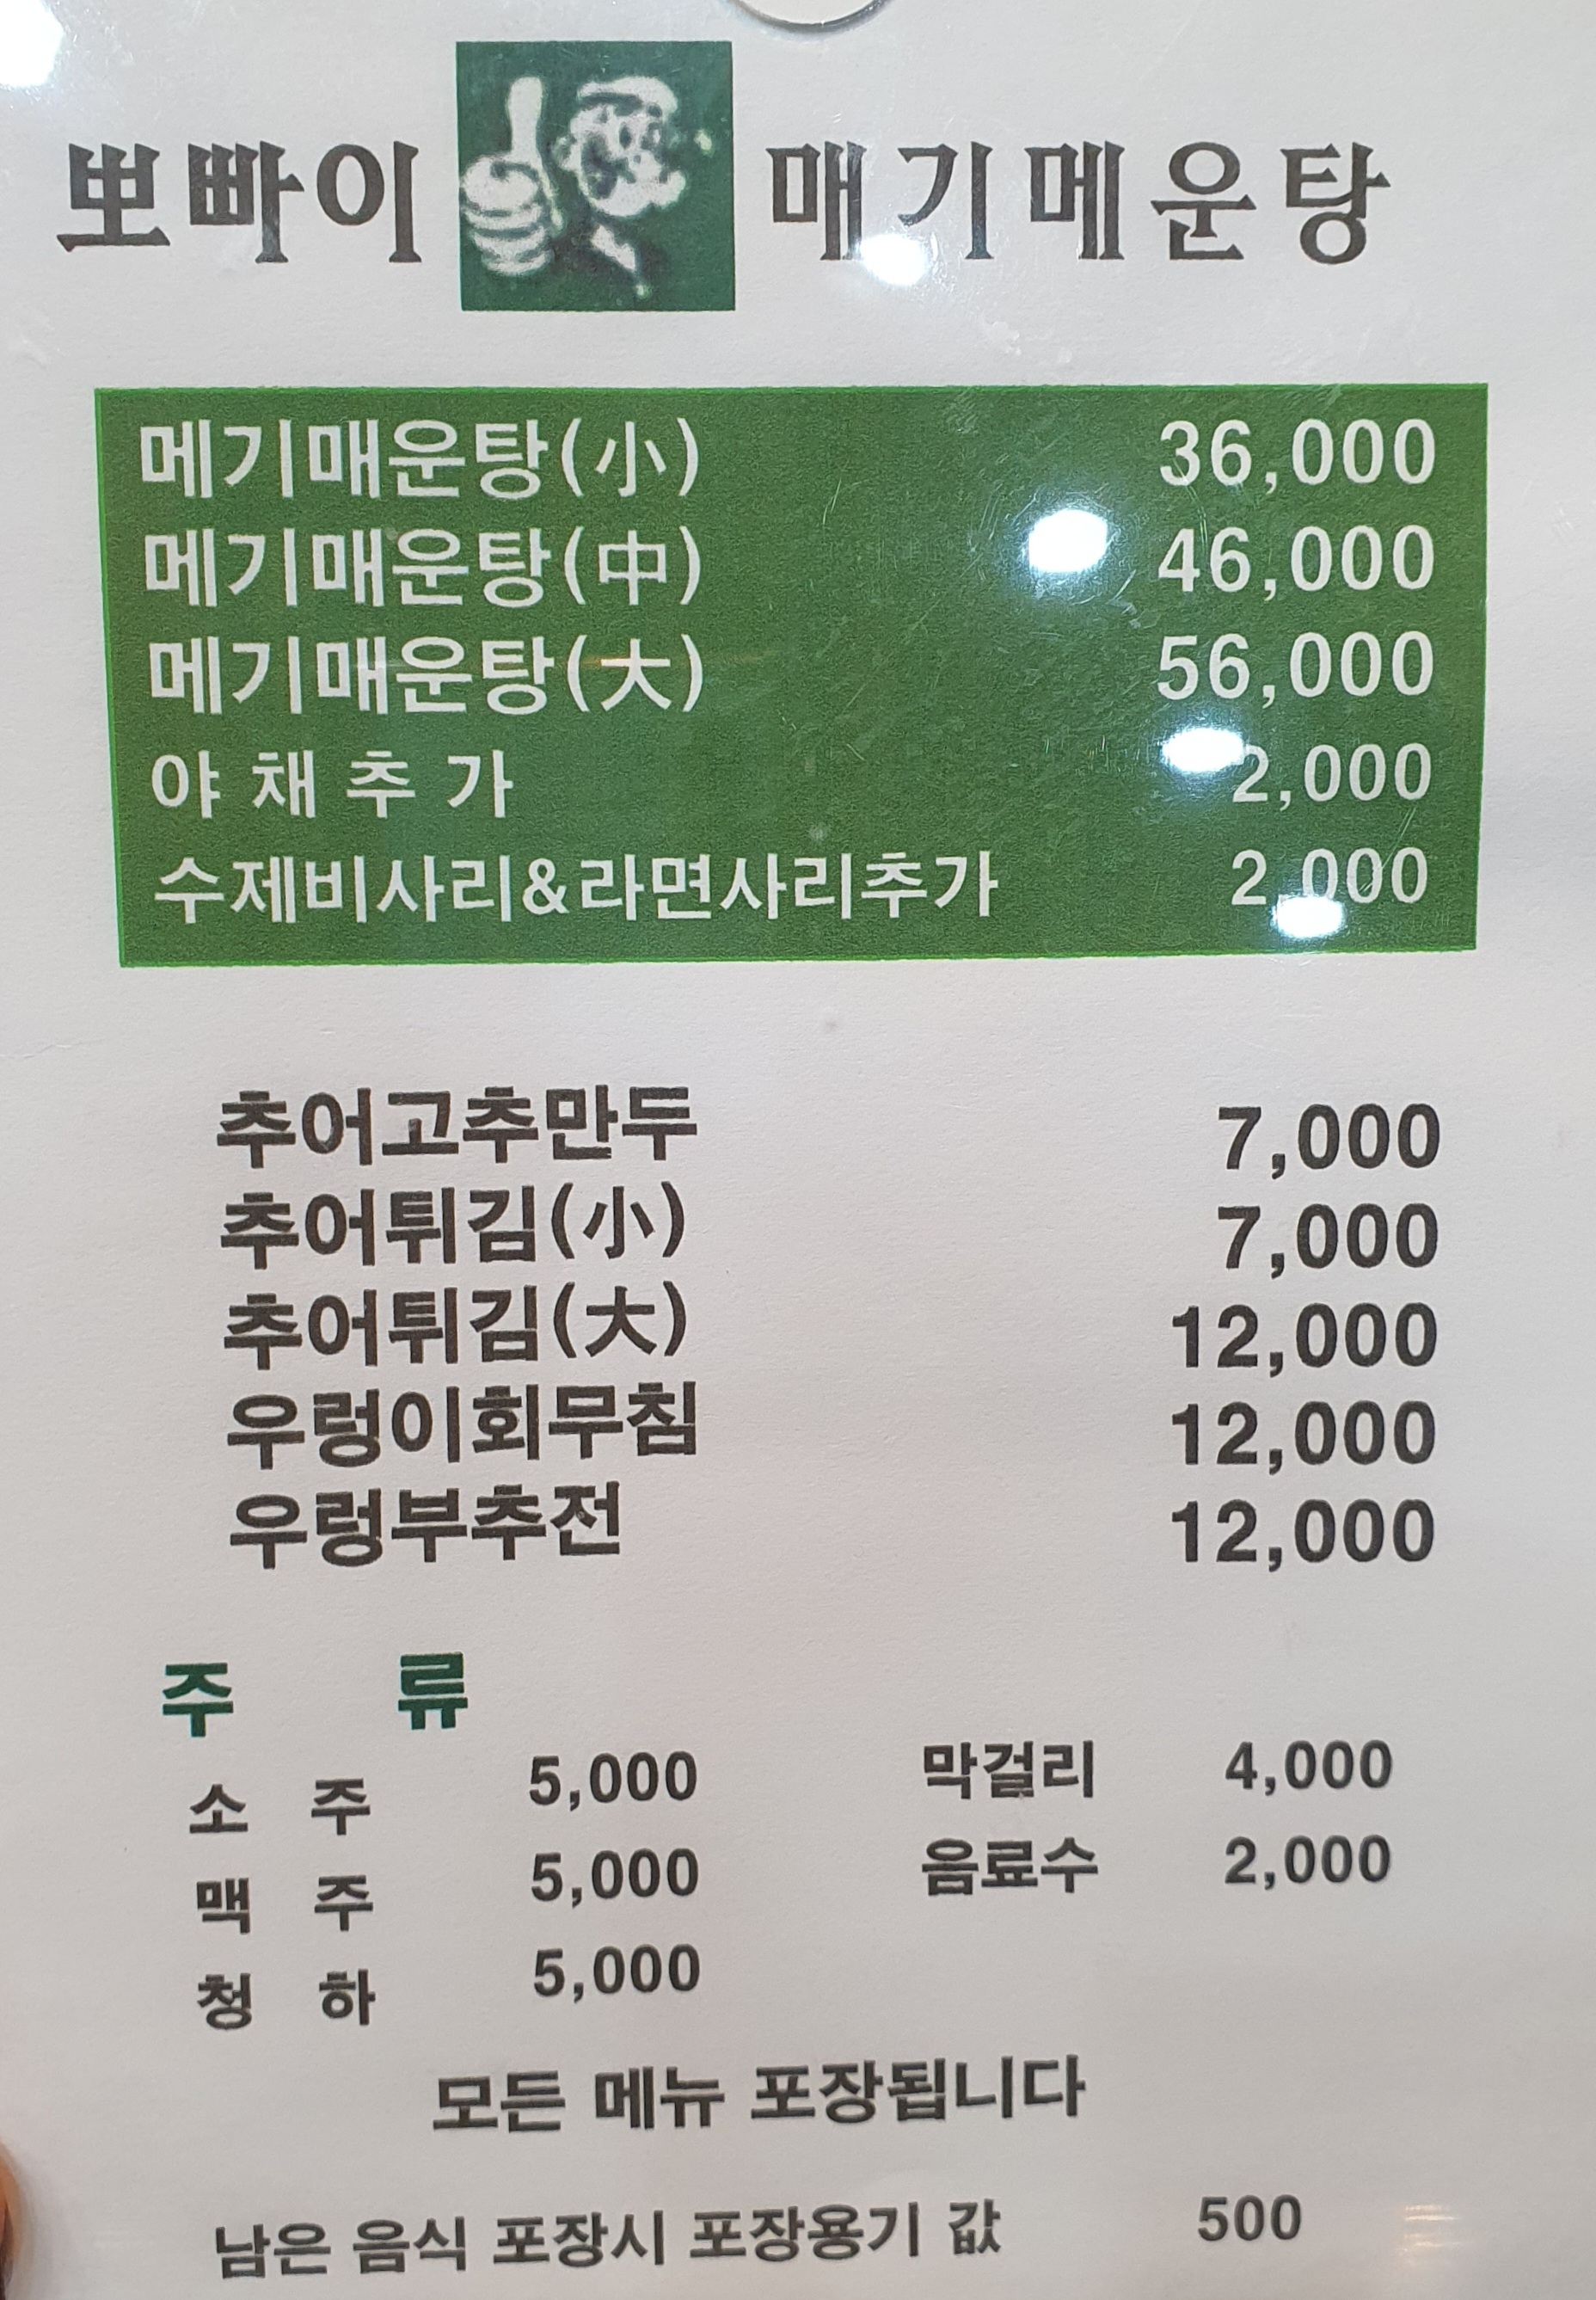 뽀빠이 매기메운탕
메기매운탕(小) 36,000
메기매운탕(中) 46,000
메기매운탕(大) 56,000
야 채 추 가 2,000
수제비사리&라면사리추가 2,000
추어고추만두 7,000
추어튀김(小) 7,000
추어튀김(大) 12,000
우렁이회무침 12,000
우렁부추전 12,000
주 류
소 주 5,000 막걸리 4,000
맥 주 5,000 음료수 2,000
청 하 5,000
모든 메뉴 포장됩니다
남은 음식 포장시 포장용기 값 500